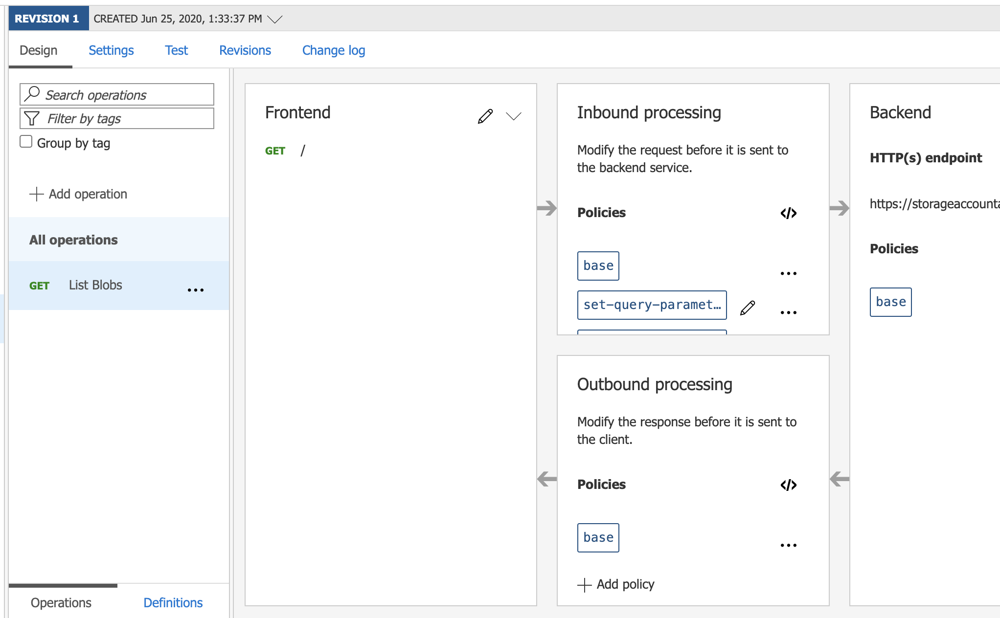 REVISION 1 CREATED Jun 25, 2020, 1:33:37 PM
Design Settings Test Revisions Change log
Search operations
Filter by tags
Group by tag
Add operation
All operations
GET List Blobs ...
Operations Definitions
Frontend
GET /
Inbound processing
Modify the request before it is sent to
the backend service.
Policies </>
base ...
set-query-paramet… ...
Outbound processing
Modify the response before it is sent to
the client.
Policies </>
base ...
Add policy
Backend
HTTP(s) endpoint
https://storageaccounta
Policies
base